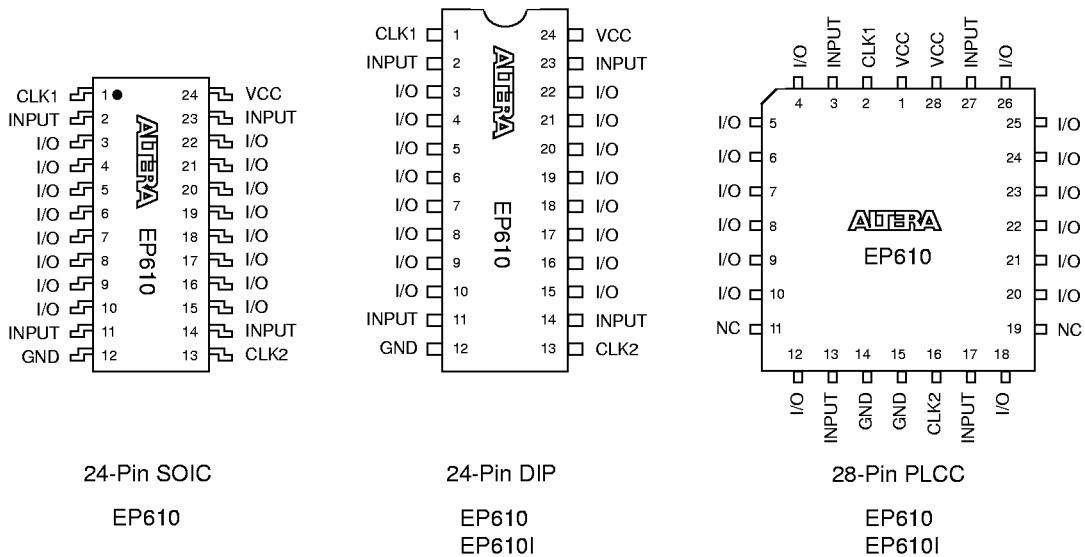 CLK1 1 24 VCC
INPUT 2 23 INPUT
I/O 3 22 I/O
I/O 4 21 I/O
I/O 5 20 I/O
I/O 6 19 I/O
I/O 7 18 I/O
I/O 8 17 I/O
I/O 9 16 I/O
I/O 10 15 I/O
INPUT 11 14 INPUT
GND 12 13 CLK2
ALTERA
EP610
24-Pin SOIC
EP610
CLK1 1 24 VCC
INPUT 2 23 INPUT
I/O 3 22 I/O
I/O 4 21 I/O
I/O 5 20 I/O
I/O 6 19 I/O
I/O 7 18 I/O
I/O 8 17 I/O
I/O 9 16 I/O
I/O 10 15 I/O
INPUT 11 14 INPUT
GND 12 13 CLK2
ALTERA
EP610
24-Pin DIP
EP610
EP610I
I/O INPUT CLK1 VCC VCC INPUT I/O
4 3 2 1 28 27 26
I/O 5 25 I/O
I/O 6 24 I/O
I/O 7 23 I/O
I/O 8 22 I/O
I/O 9 21 I/O
I/O 10 20 I/O
NC 11 19 NC
ALTERA
EP610
12 13 14 15 16 17 18
I/O INPUT GND GND CLK2 INPUT I/O
28-Pin PLCC
EP610
EP610I